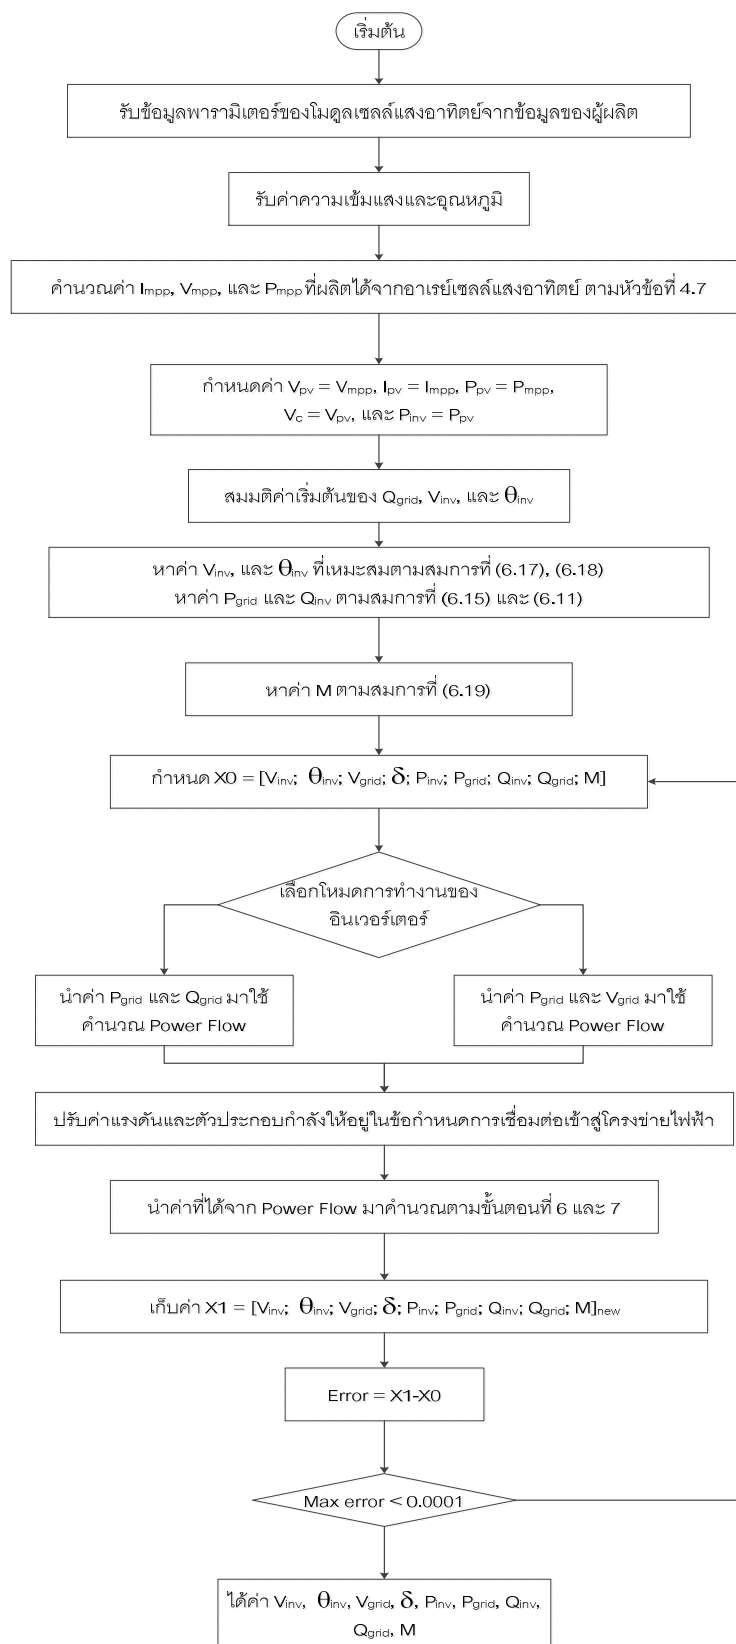 เริ่มต้น
รับข้อมูลพารามิเตอร์ของโมดูลเซลล์แสงอาทิตย์จากข้อมูลของผู้ผลิต
รับค่าความเข้มแสงและอุณหภูมิ
คำนวณค่า Impp, Vmpp, และ Pmpp ที่ผลิตได้จากอาเรย์เซลล์แสงอาทิตย์ ตามหัวข้อที่ 4.7
กำหนดค่า Vpv = Vmpp, Ipv = Impp, Ppv = Pmpp,
Vc = Vpv, และ Pinv = Ppv
สมมติค่าเริ่มต้นของ Qgrid, Vinv, และ θinv
หาค่า Vinv, และ θinv ที่เหมะสมตามสมการที่ (6.17), (6.18)
หาค่า Pgrid และ Qinv ตามสมการที่ (6.15) และ (6.11)
หาค่า M ตามสมการที่ (6.19)
กำหนด X0 = [Vinv; θinv; Vgrid; δ; Pinv; Pgrid; Qinv; Qgrid; M]
เลือกโหมดการทำงานของ
อินเวอร์เตอร์
นำค่า Pgrid และ Qgrid มาใช้
คำนวณ Power Flow
นำค่า Pgrid และ Vgrid มาใช้
คำนวณ Power Flow
ปรับค่าแรงดันและตัวประกอบกำลังให้อยู่ในข้อกำหนดการเชื่อมต่อเข้าสู่โครงข่ายไฟฟ้า
นำค่าที่ได้จาก Power Flow มาคำนวณตามขั้นตอนที่ 6 และ 7
เก็บค่า X1 = [Vinv; θinv; Vgrid; δ; Pinv; Pgrid; Qinv; Qgrid; M]new
Error = X1-X0
Max error < 0.0001
ได้ค่า Vinv, θinv, Vgrid, δ, Pinv, Pgrid, Qinv,
Qgrid, M